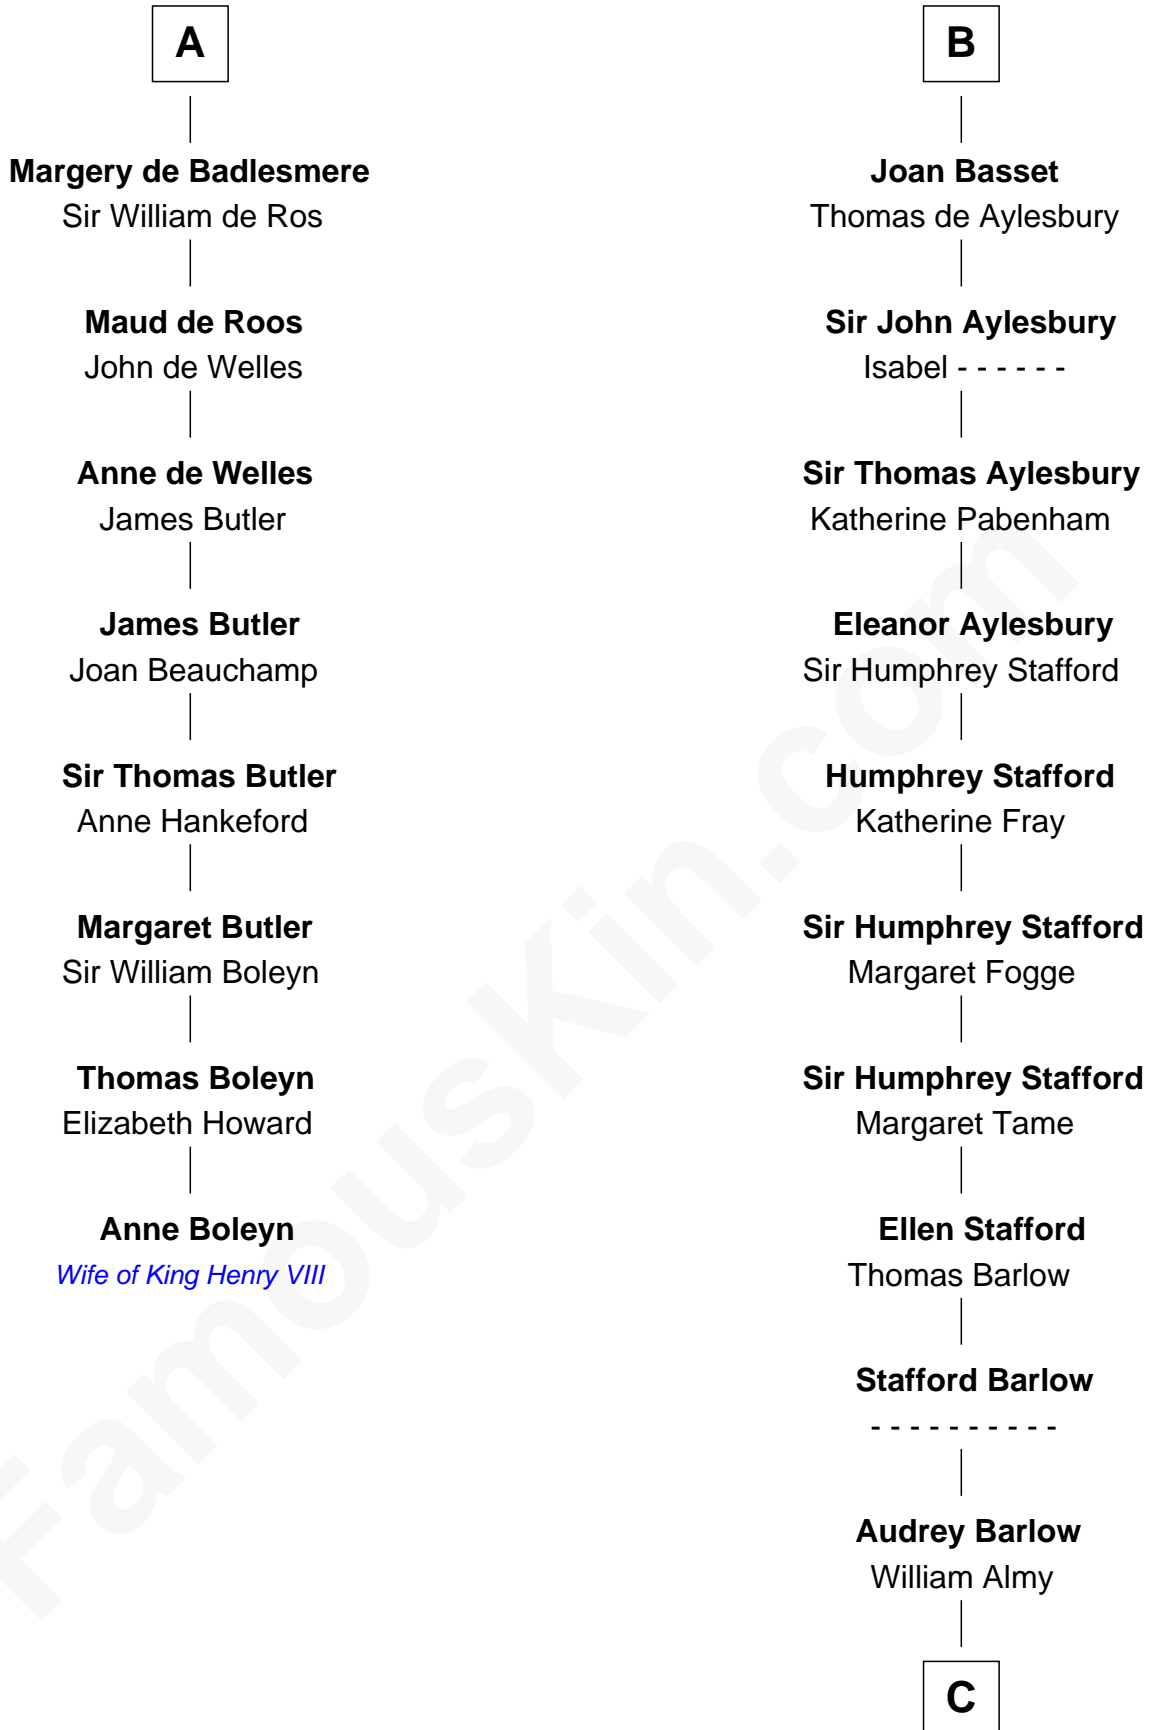 A
Margery de Badlesmere
Sir William de Ros
Maud de Roos
John de Welles
Anne de Welles
James Butler
James Butler
Joan Beauchamp
Sir Thomas Butler
Anne Hankeford
Margaret Butler
Sir William Boleyn
Thomas Boleyn
Elizabeth Howard
Anne Boleyn
Wife of King Henry VIII
B
Joan Basset
Thomas de Aylesbury
Sir John Aylesbury
Isabel - - - - - -
Sir Thomas Aylesbury
Katherine Pabenham
Eleanor Aylesbury
Sir Humphrey Stafford
Humphrey Stafford
Katherine Fray
Sir Humphrey Stafford
Margaret Fogge
Sir Humphrey Stafford
Margaret Tame
Ellen Stafford
Thomas Barlow
Stafford Barlow
- - - - - - - - - -
Audrey Barlow
William Almy
C
FamousKin.com